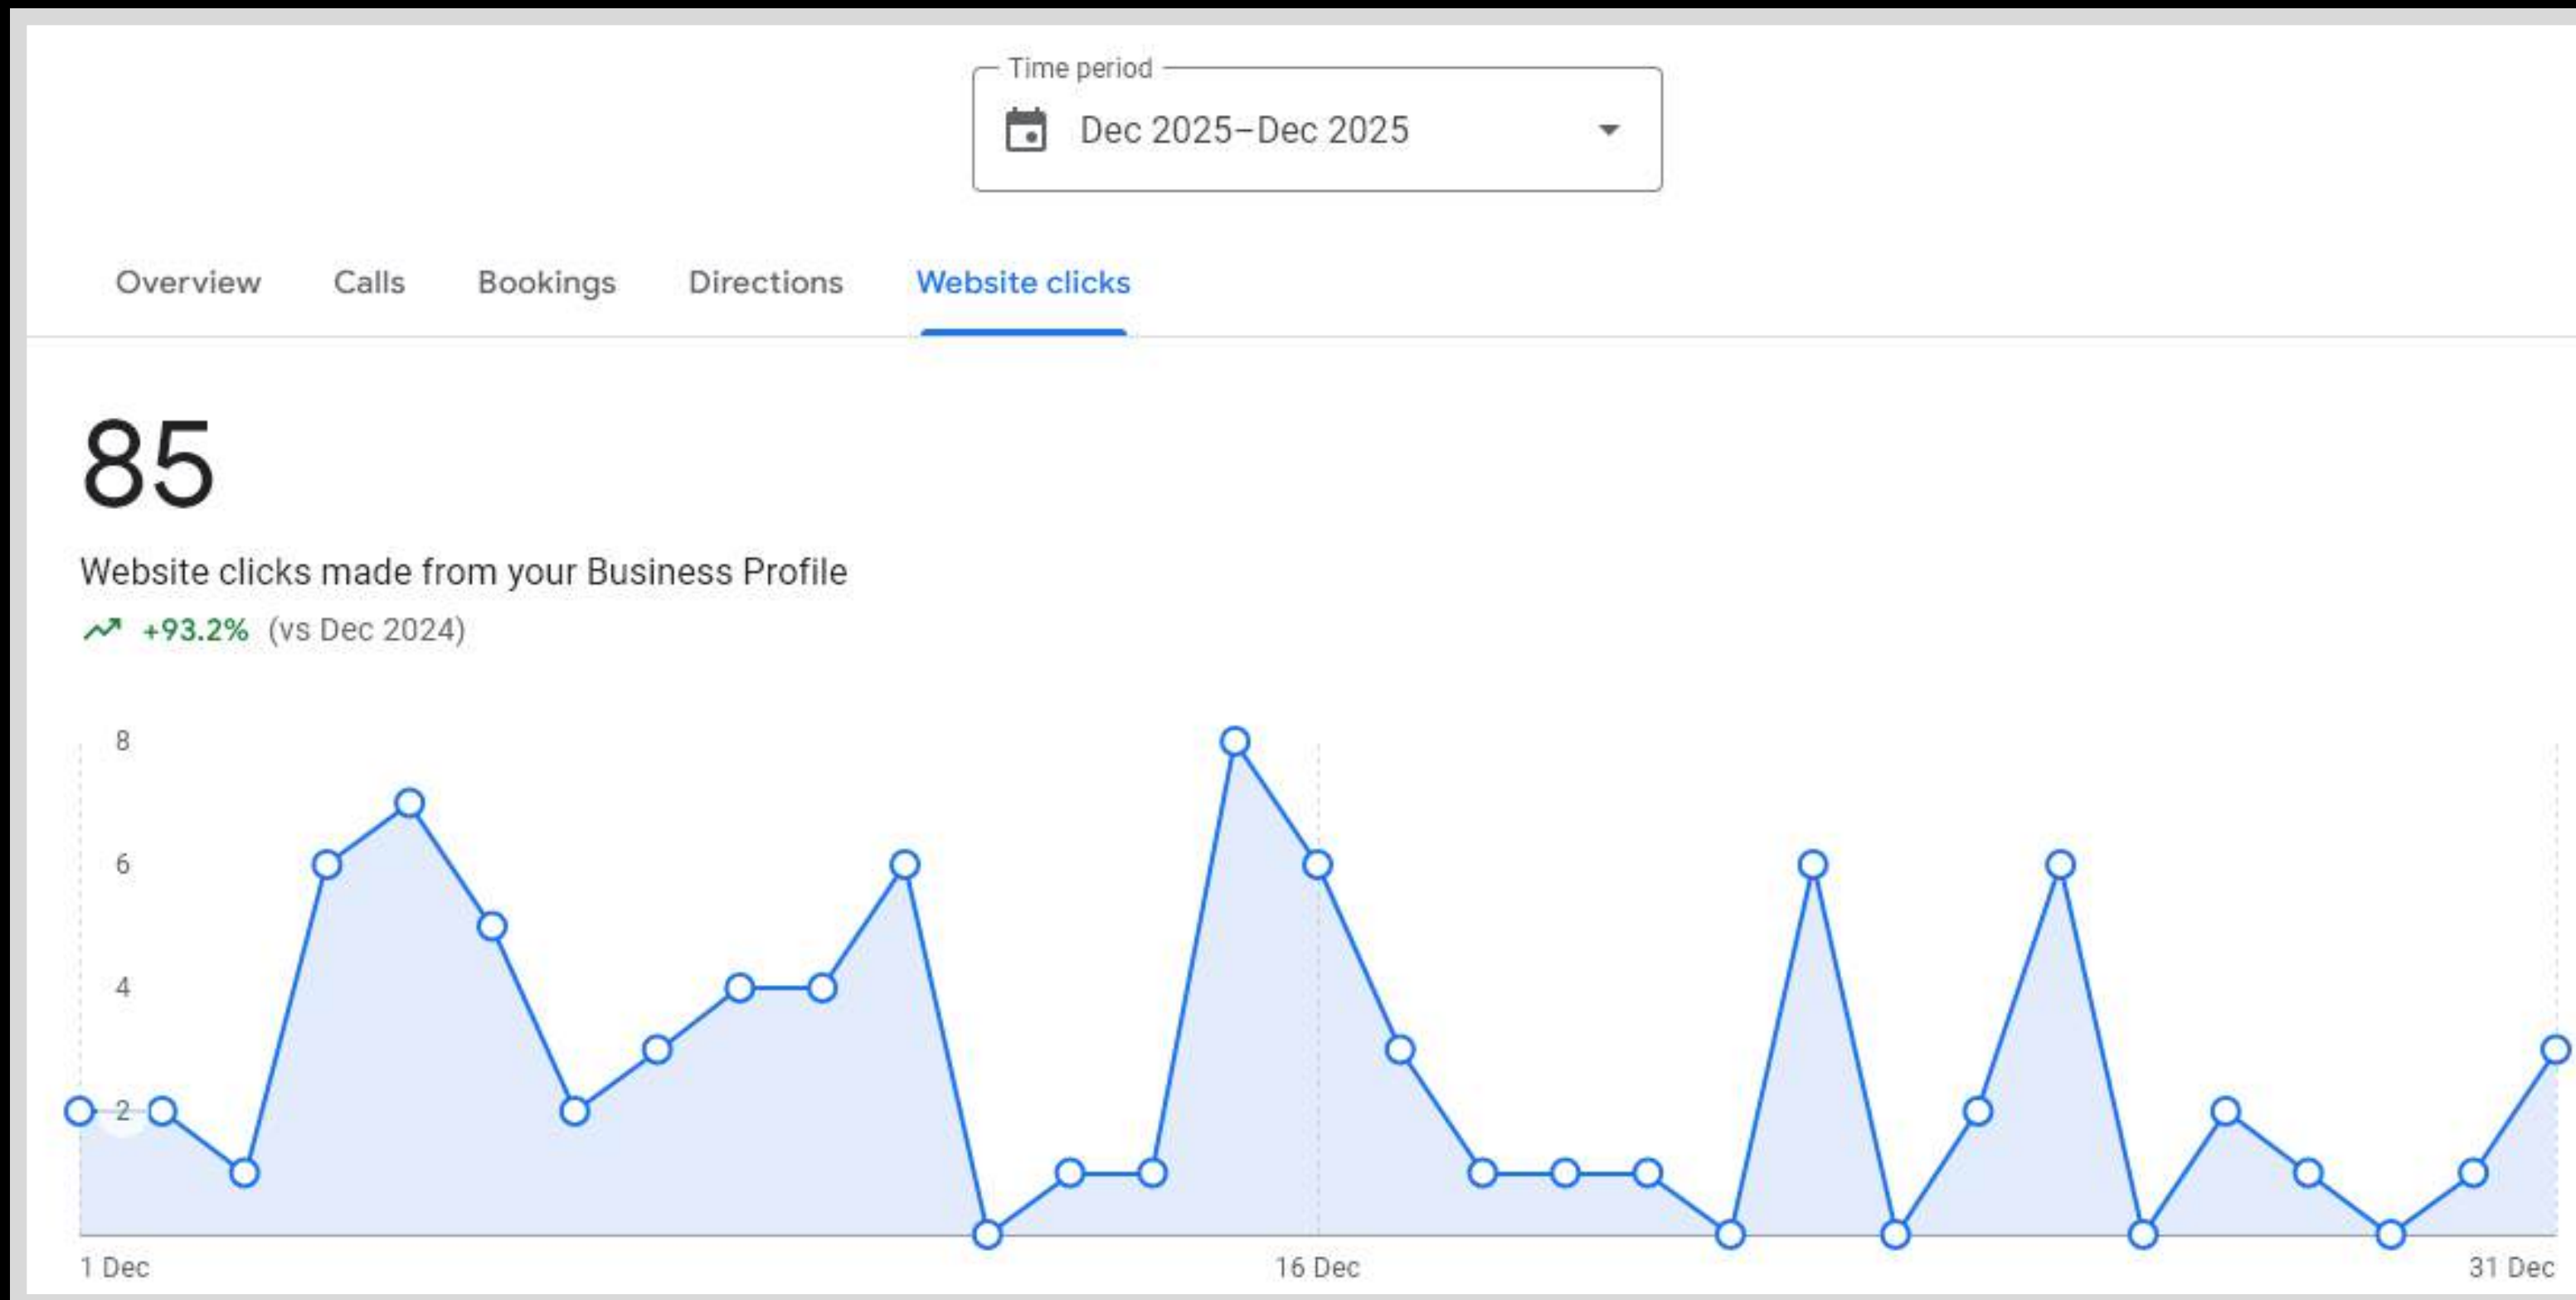 Time period
Dec 2025–Dec 2025
Overview Calls Bookings Directions Website clicks
85
Website clicks made from your Business Profile
+93.2% (vs Dec 2024)
8
6
4
2
1 Dec 16 Dec 31 Dec